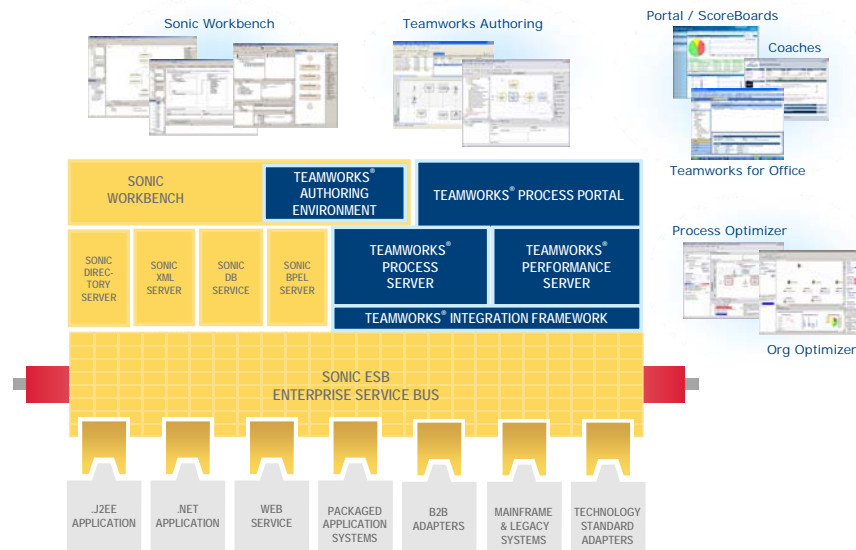 Sonic Workbench
Teamworks Authoring
Portal / ScoreBoards
Coaches
Teamworks for Office
SONIC
WORKBENCH
TEAMWORKS®
AUTHORING
ENVIRONMENT
TEAMWORKS® PROCESS PORTAL
Process Optimizer
SONIC
DIREC-
TORY
SERVER
SONIC
XML
SERVER
SONIC
DB
SERVICE
SONIC
BPEL
SERVER
TEAMWORKS®
PROCESS
SERVER
TEAMWORKS®
PERFORMANCE
SERVER
TEAMWORKS® INTEGRATION FRAMEWORK
Org Optimizer
SONIC ESB
ENTERPRISE SERVICE BUS
.J2EE
APPLICATION
.NET
APPLICATION
WEB
SERVICE
PACKAGED
APPLICATION
SYSTEMS
B2B
ADAPTERS
MAINFRAME
& LEGACY
SYSTEMS
TECHNOLOGY
STANDARD
ADAPTERS